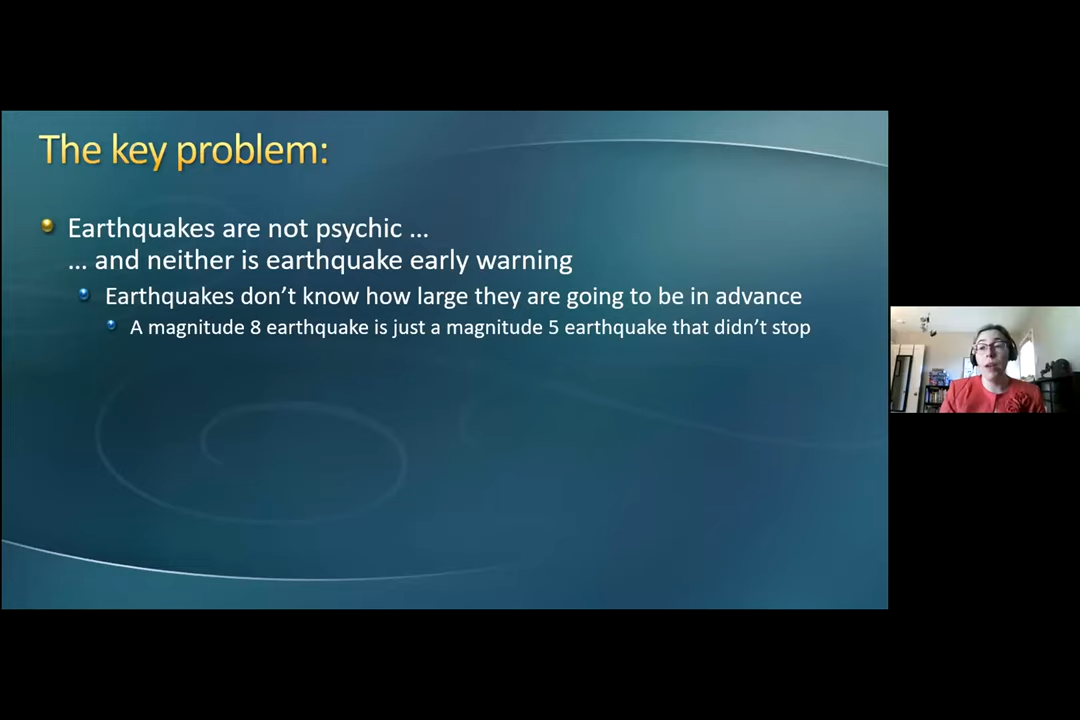 The key problem:
Earthquakes are not psychic ...
... and neither is earthquake early warning
Earthquakes don't know how large they are going to be in advance
A magnitude 8 earthquake is just a magnitude 5 earthquake that didn't stop